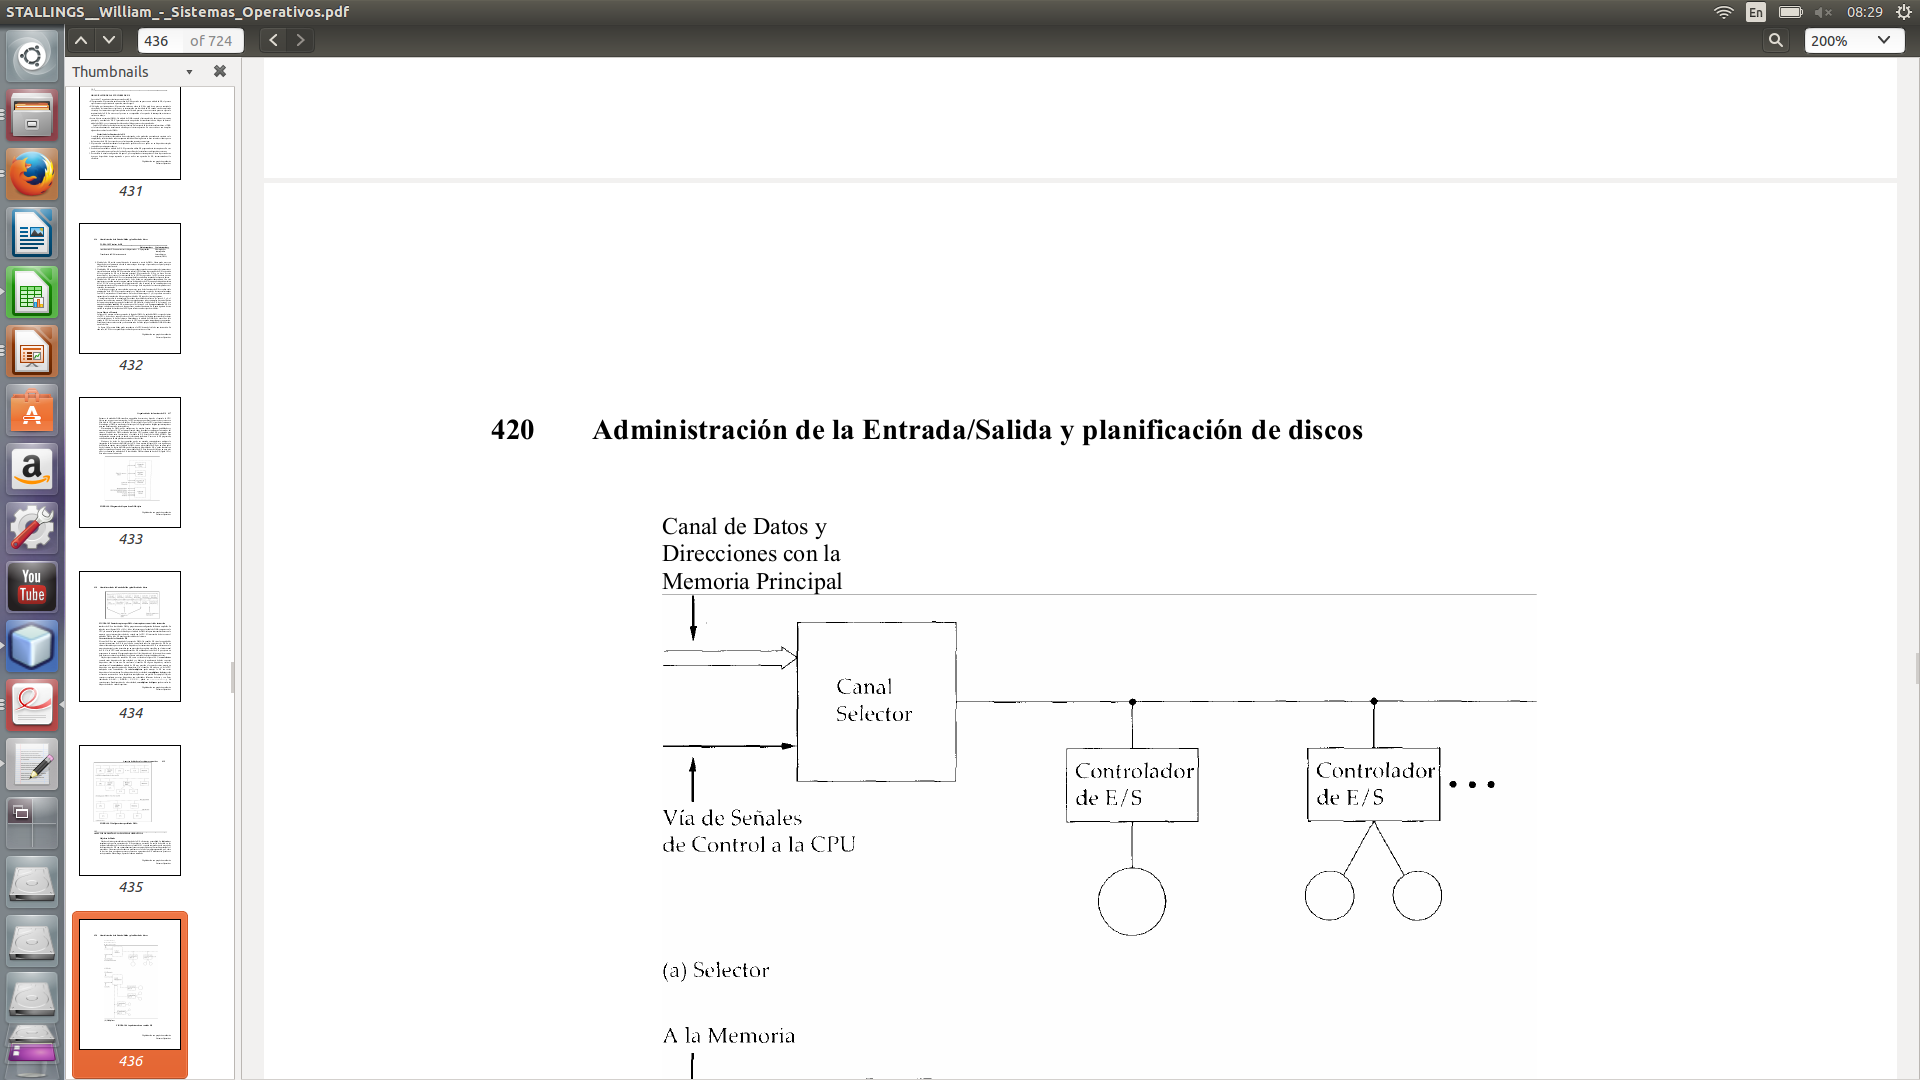 STALLINGS__William_-_Sistemas_Operativos.pdf
En
08:29
436 of 724
200%
Thumbnails
431
432
433
434
435
436
a
You
Tube
420 Administración de la Entrada/Salida y planificación de discos
Canal de Datos y
Direcciones con la
Memoria Principal
Canal
Selector
Controlador
de E/S
Controlador
de E/S
Vía de Señales
de Control a la CPU
(a) Selector
A la Memoria